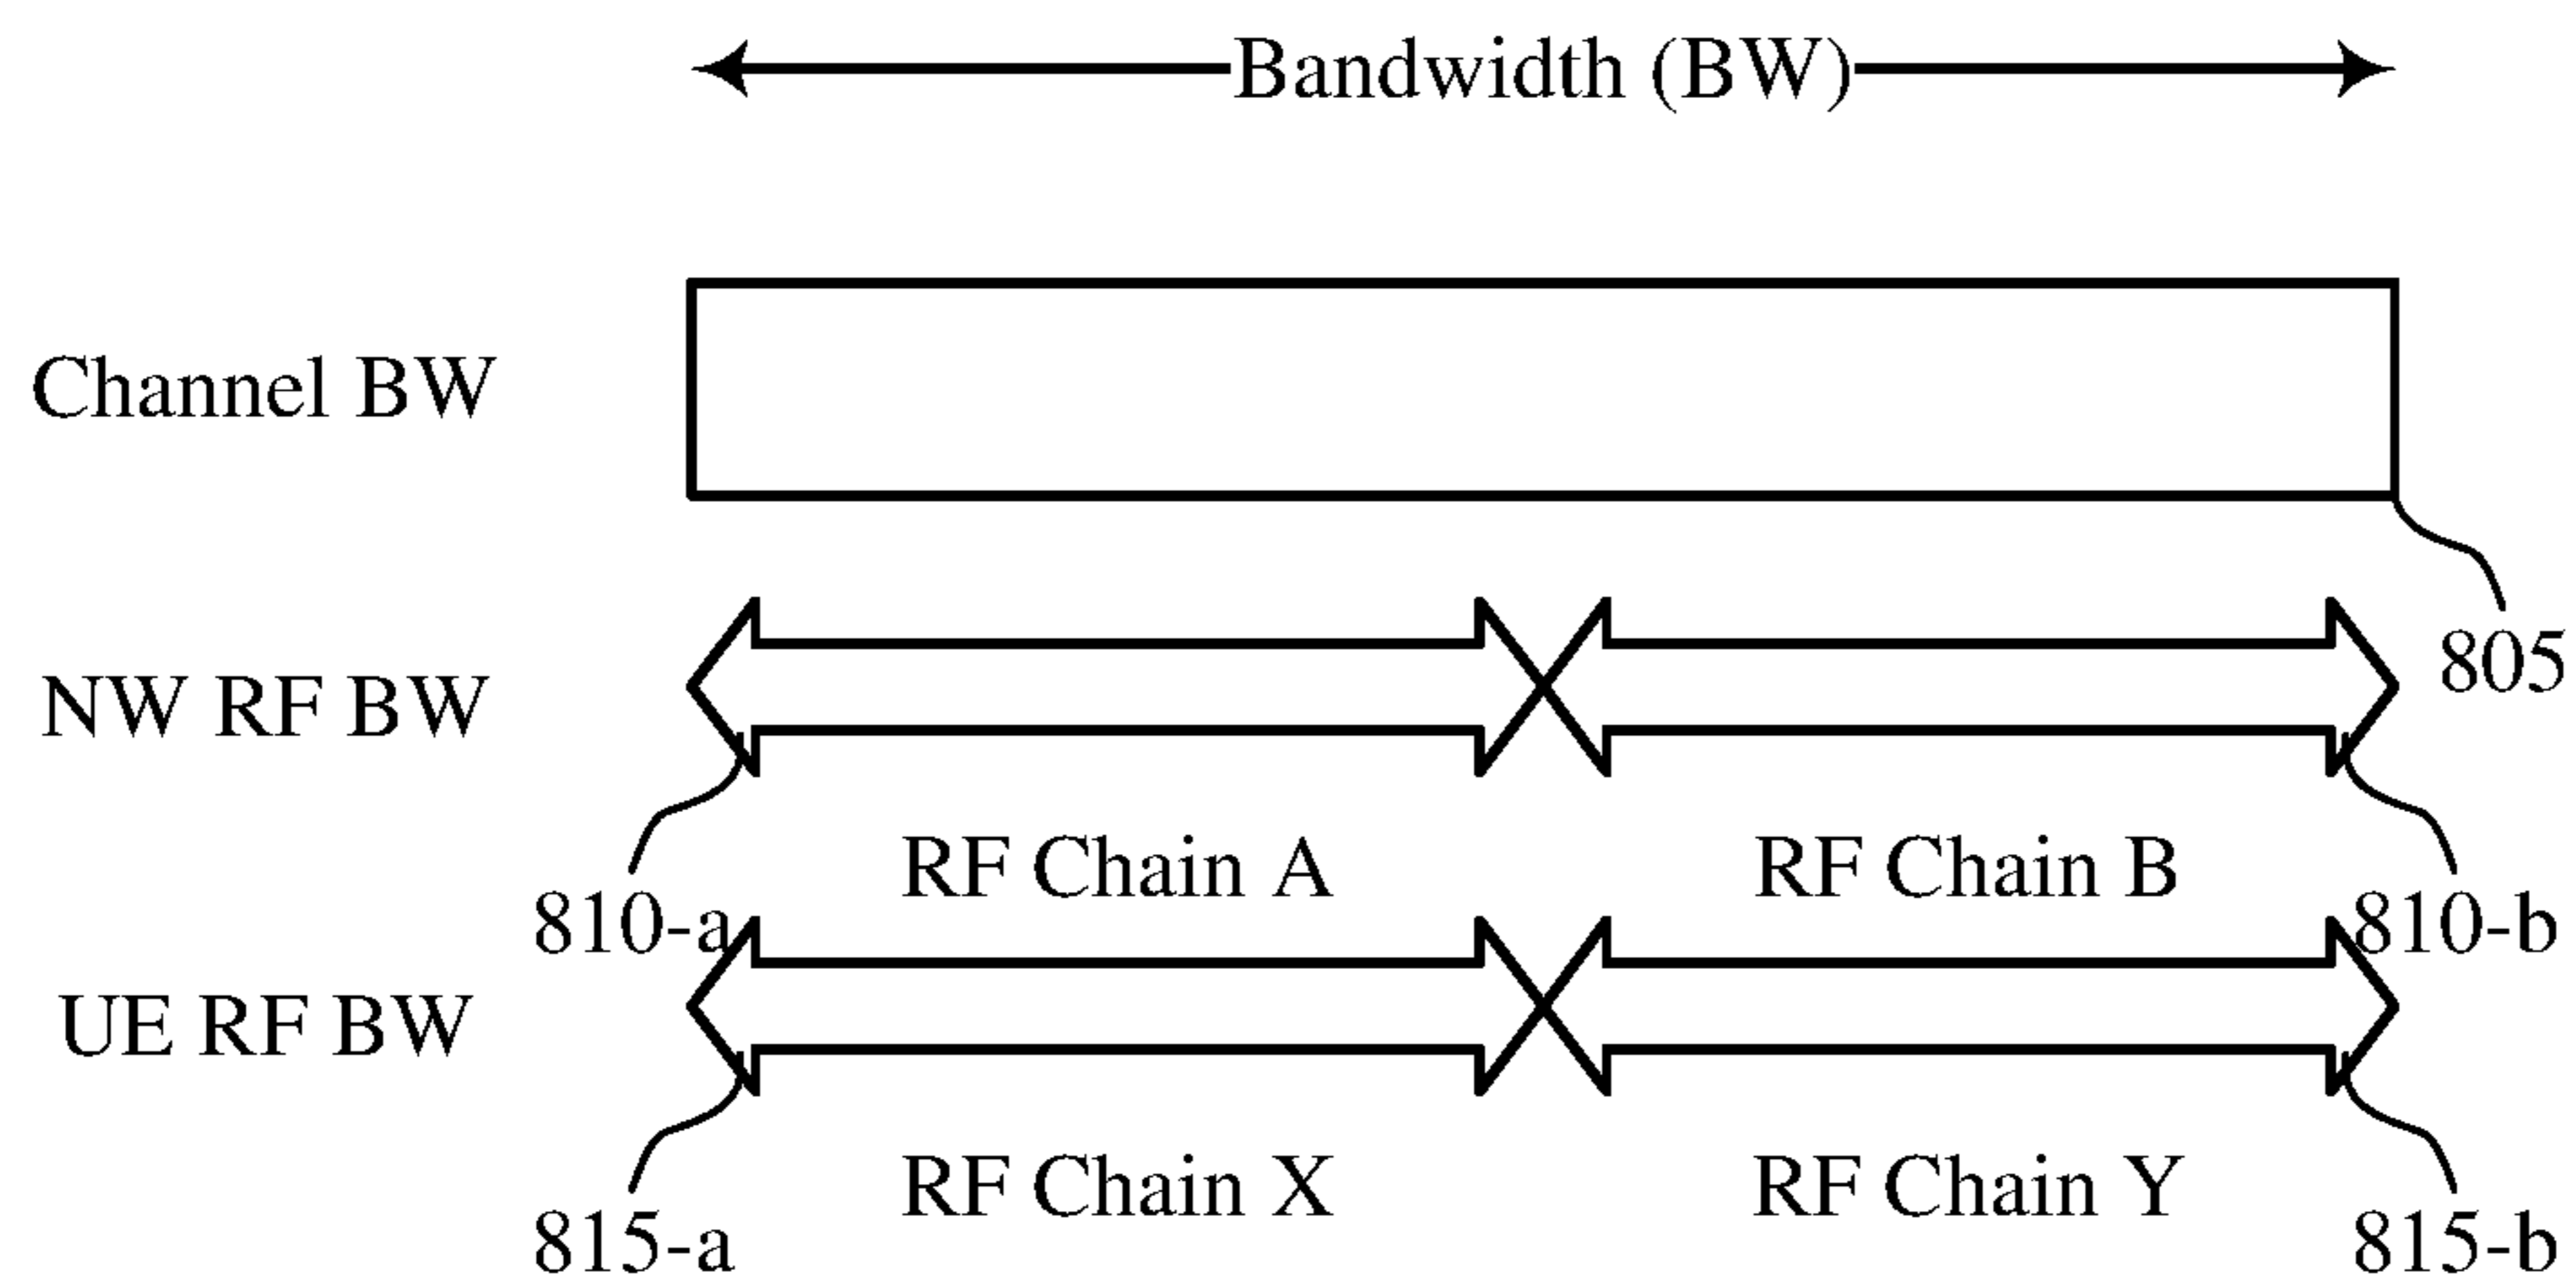 Bandwidth (BW)
Channel BW
805
NW RF BW
RF Chain A
RF Chain B
810-a
810-b
UE RF BW
RF Chain X
RF Chain Y
815-a
815-b